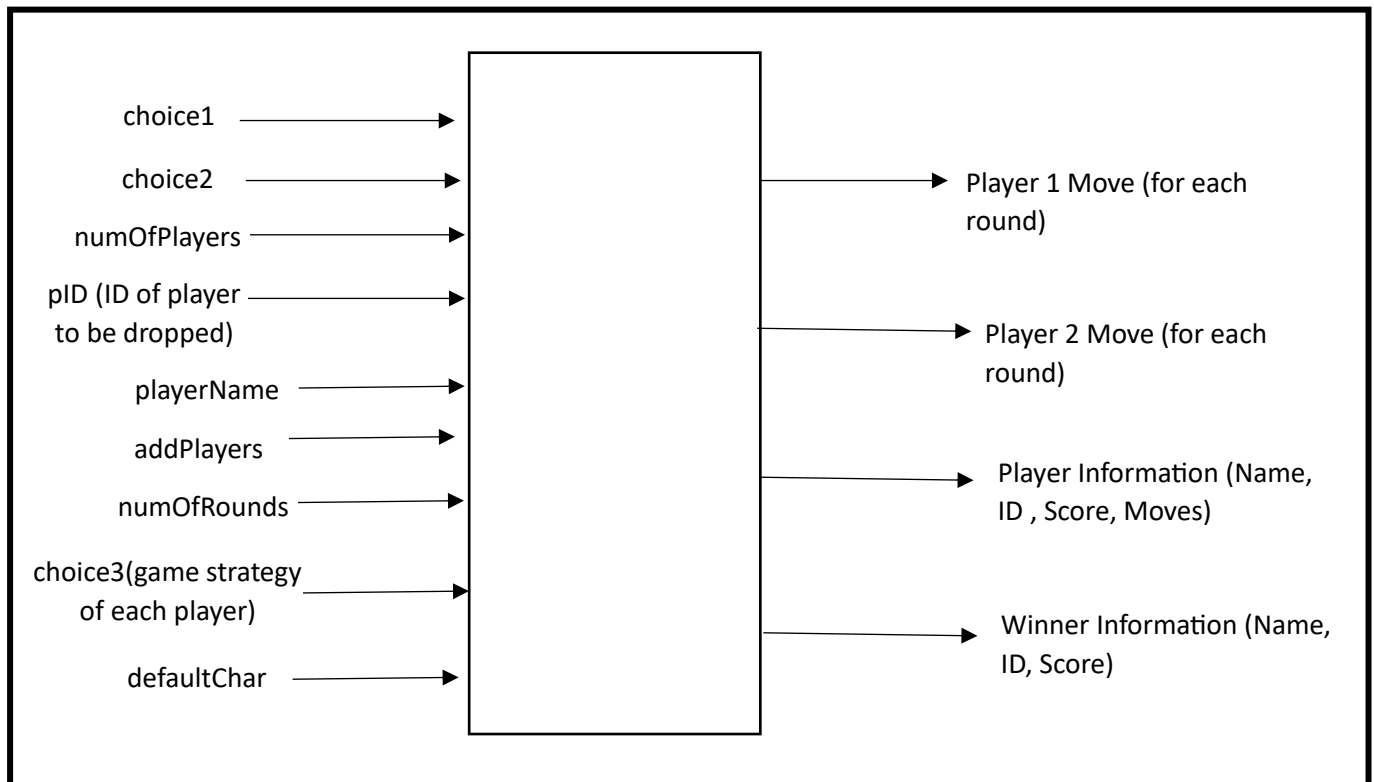 choice1
choice2
numOfPlayers
pID (ID of player
to be dropped)
playerName
addPlayers
numOfRounds
choice3(game strategy
of each player)
defaultChar
Player 1 Move (for each
round)
Player 2 Move (for each
round)
Player Information (Name,
ID , Score, Moves)
Winner Information (Name,
ID, Score)